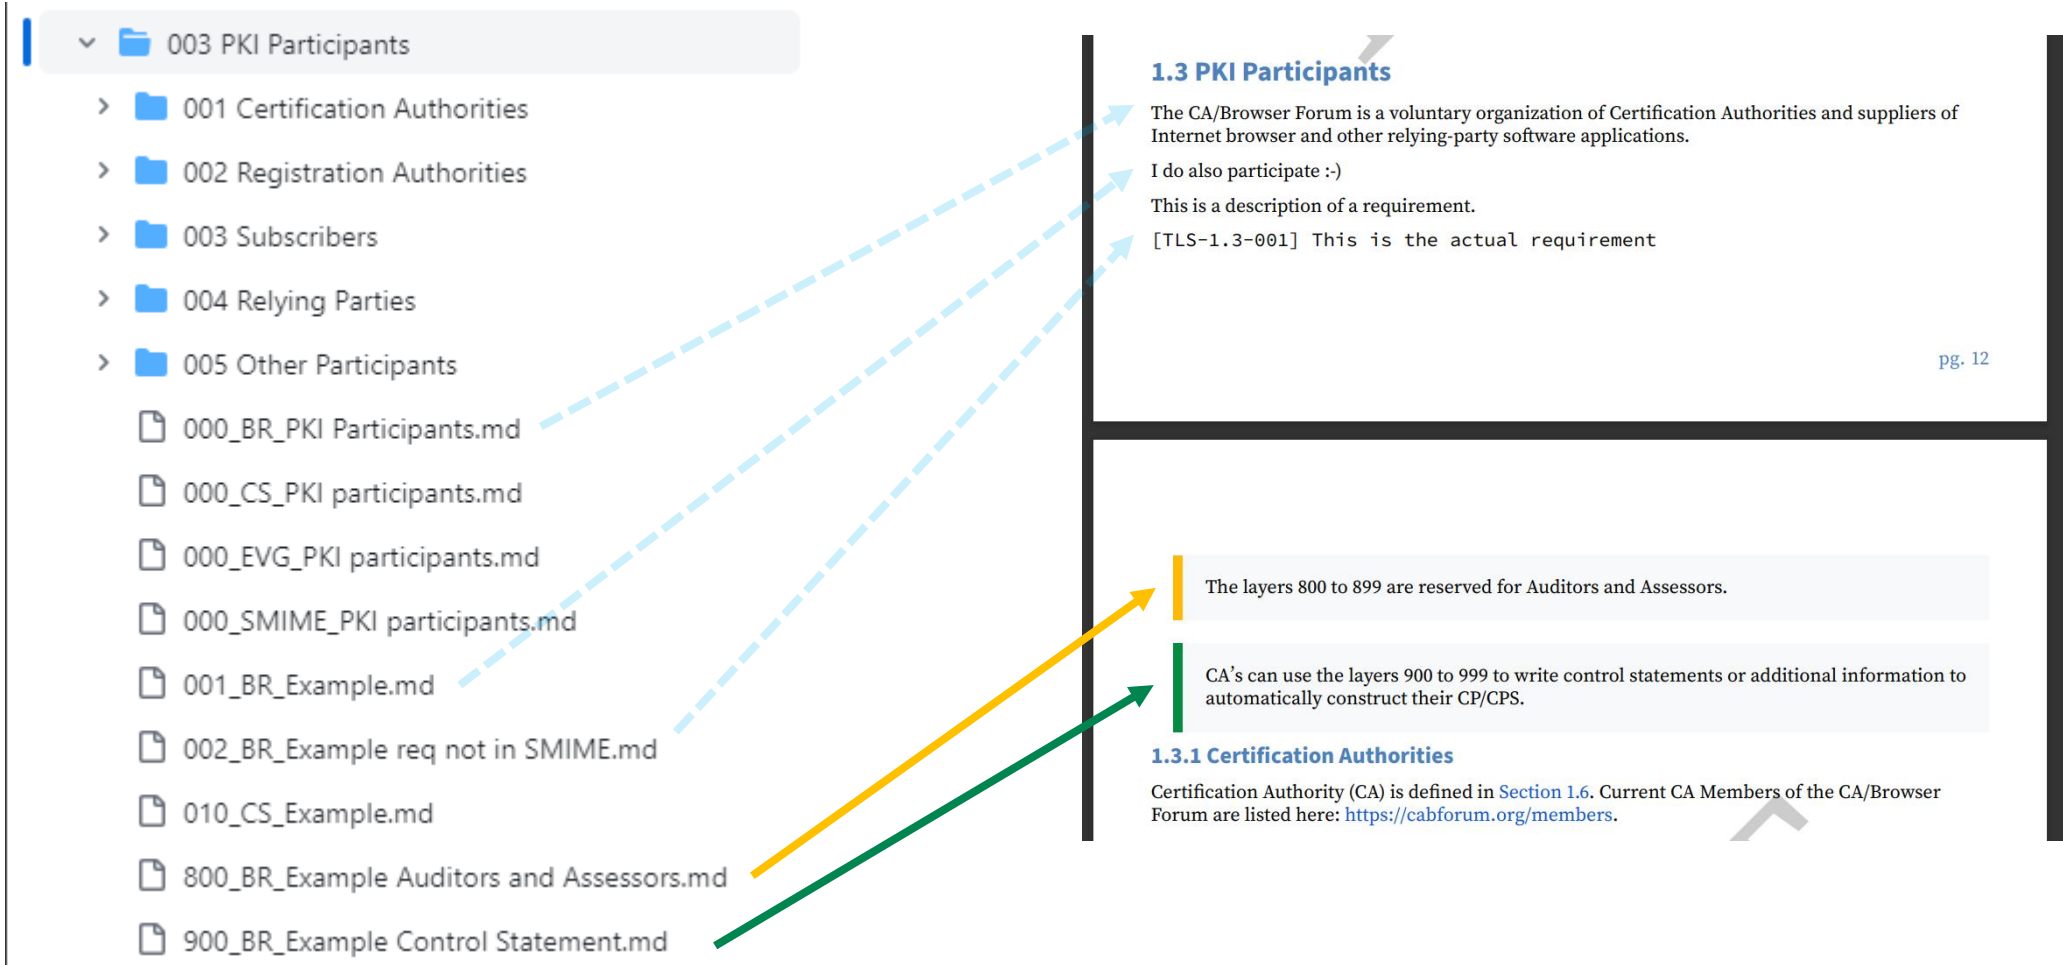 003 PKI Participants
001 Certification Authorities
002 Registration Authorities
003 Subscribers
004 Relying Parties
005 Other Participants
000_BR_PKI Participants.md
000_CS_PKI participants.md
000_EVG_PKI participants.md
000_SMIME_PKI participants.md
001_BR_Example.md
002_BR_Example req not in SMIME.md
010_CS_Example.md
800_BR_Example Auditors and Assessors.md
900_BR_Example Control Statement.md
1.3 PKI Participants
The CA/Browser Forum is a voluntary organization of Certification Authorities and suppliers of
Internet browser and other relying-party software applications.
I do also participate :-)
This is a description of a requirement.
[TLS-1.3-001] This is the actual requirement
pg. 12
The layers 800 to 899 are reserved for Auditors and Assessors.
CA’s can use the layers 900 to 999 to write control statements or additional information to
automatically construct their CP/CPS.
1.3.1 Certification Authorities
Certification Authority (CA) is defined in Section 1.6. Current CA Members of the CA/Browser
Forum are listed here: https://cabforum.org/members.